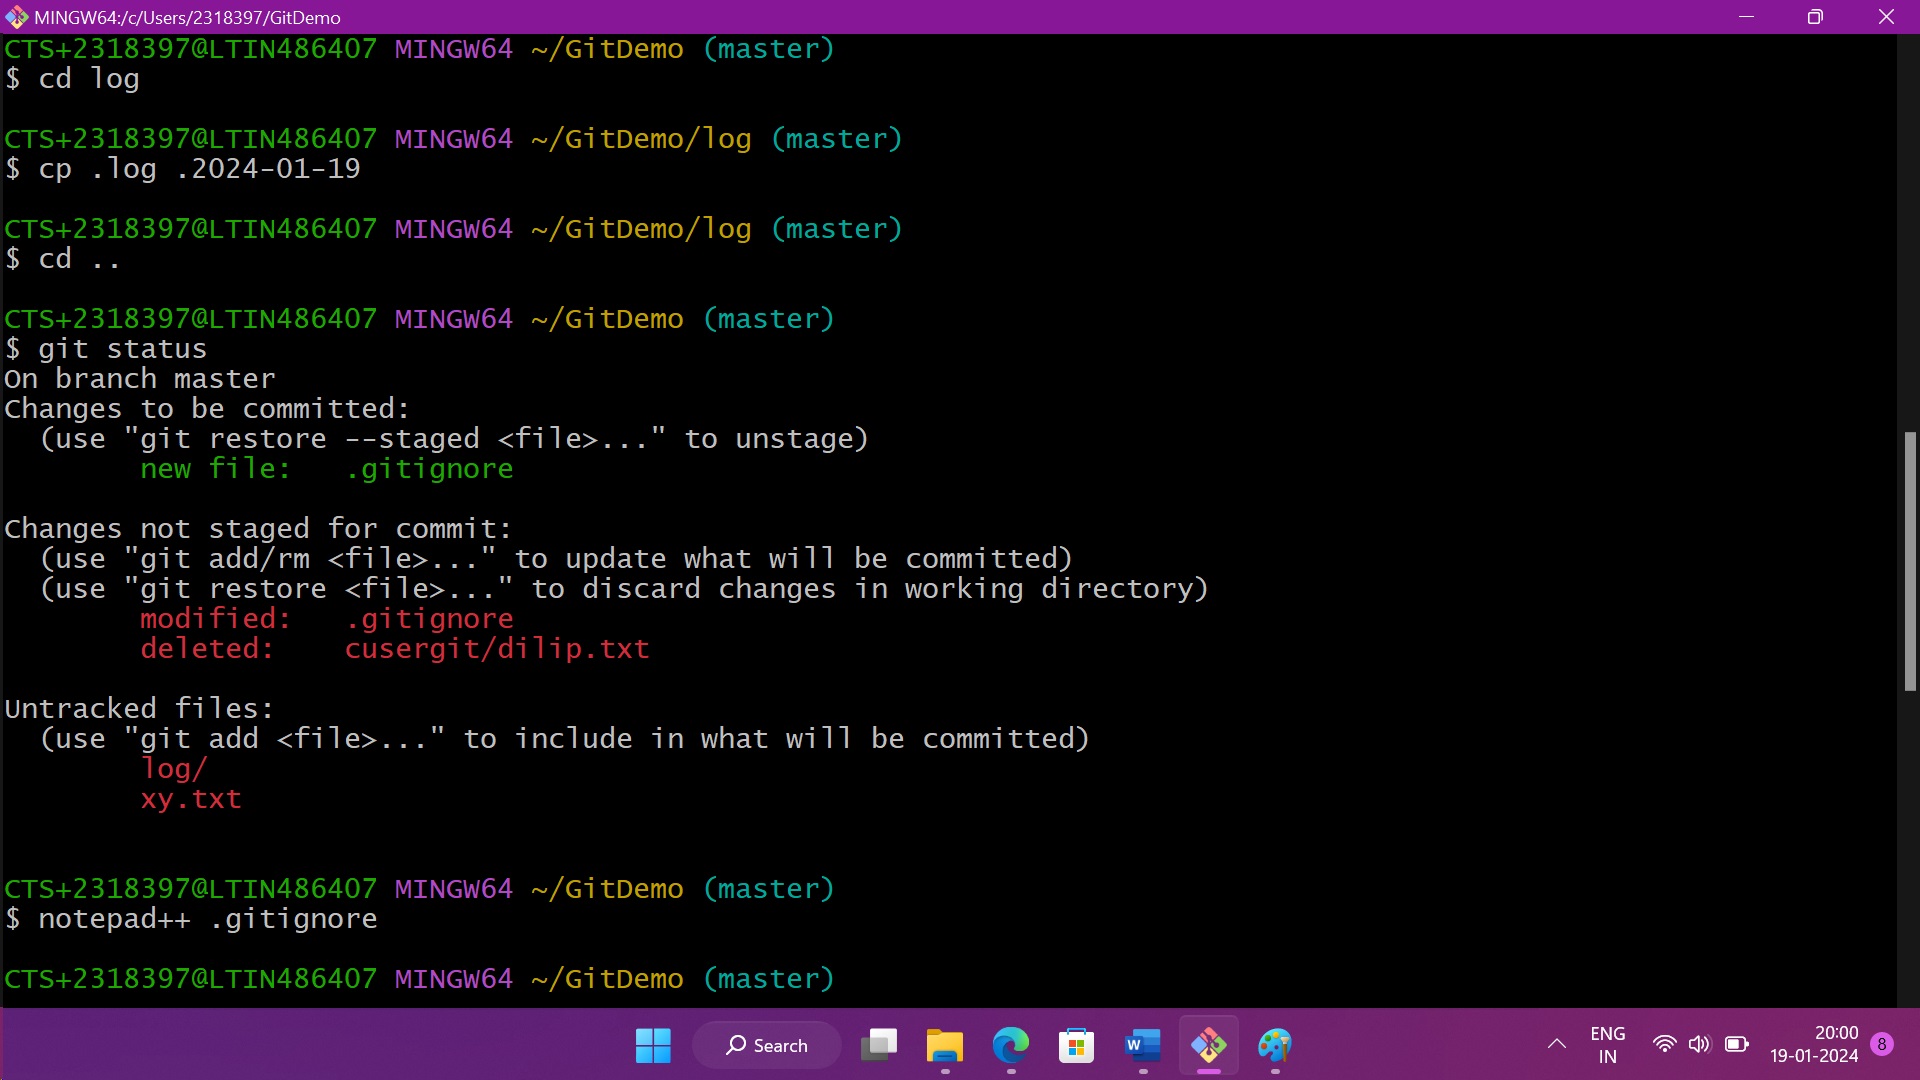 MINGW64:/c/Users/2318397/GitDemo
CTS+2318397@LTIN486407 MINGW64 ~/GitDemo (master)
$ cd log
CTS+2318397@LTIN486407 MINGW64 ~/GitDemo/log (master)
$ cp .log .2024-01-19
CTS+2318397@LTIN486407 MINGW64 ~/GitDemo/log (master)
$ cd ..
CTS+2318397@LTIN486407 MINGW64 ~/GitDemo (master)
$ git status
On branch master
Changes to be committed:
  (use "git restore --staged <file>..." to unstage)
        new file:   .gitignore
Changes not staged for commit:
  (use "git add/rm <file>..." to update what will be committed)
  (use "git restore <file>..." to discard changes in working directory)
        modified:   .gitignore
        deleted:    cusergit/dilip.txt
Untracked files:
  (use "git add <file>..." to include in what will be committed)
        log/
        xy.txt
CTS+2318397@LTIN486407 MINGW64 ~/GitDemo (master)
$ notepad++ .gitignore
CTS+2318397@LTIN486407 MINGW64 ~/GitDemo (master)
Search
W
ENG
IN
20:00
19-01-2024
8